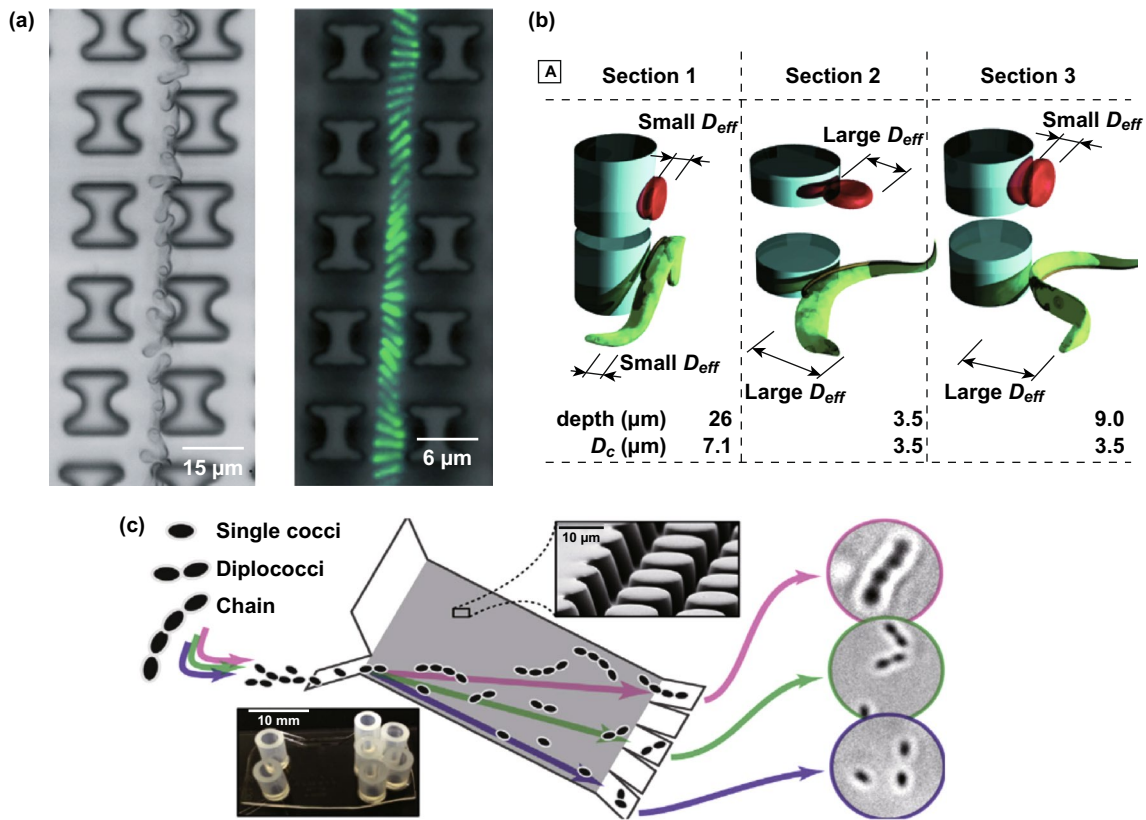 (a)
15 µm
6 µm
(b)
A
Section 1
Section 2
Section 3
Small Deff
Large Deff
Small Deff
Small Deff
Large Deff
Large Deff
depth (µm) 26 3.5 9.0
Dc (µm) 7.1 3.5 3.5
(c)
Single cocci
Diplococci
Chain
10 µm
10 mm